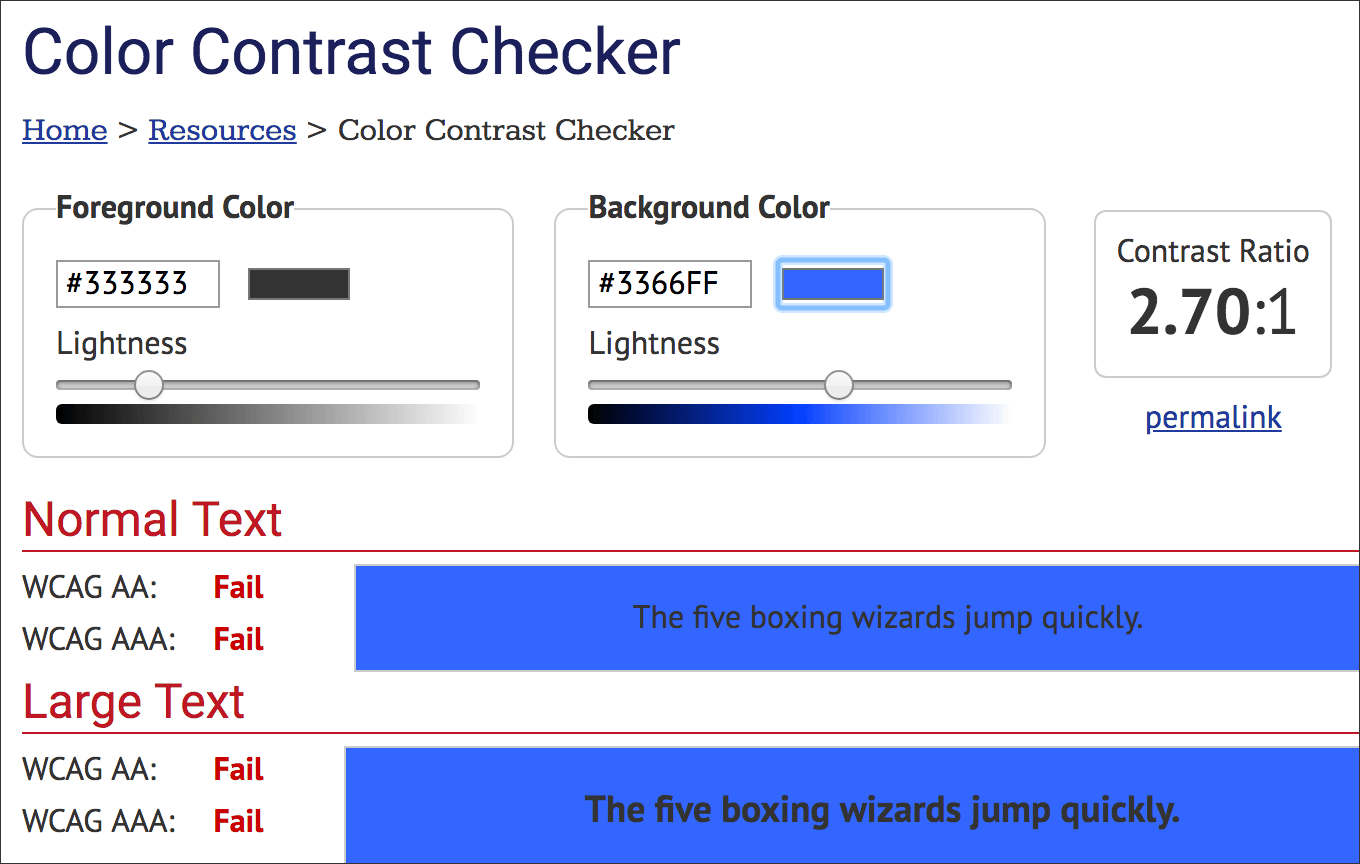 Color Contrast Checker
Home > Resources > Color Contrast Checker
Foreground Color
#333333
Lightness
Background Color
#3366FF
Lightness
Contrast Ratio
2.70:1
permalink
Normal Text
WCAG AA: Fail
WCAG AAA: Fail
The five boxing wizards jump quickly.
Large Text
WCAG AA: Fail
WCAG AAA: Fail
The five boxing wizards jump quickly.